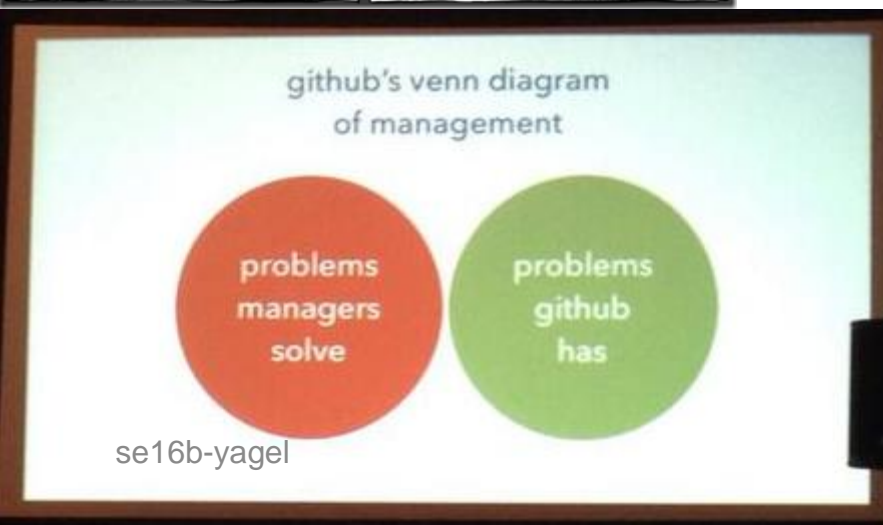 github's venn diagram
of management
problems
managers
solve
problems
github
has
se16b-yagel